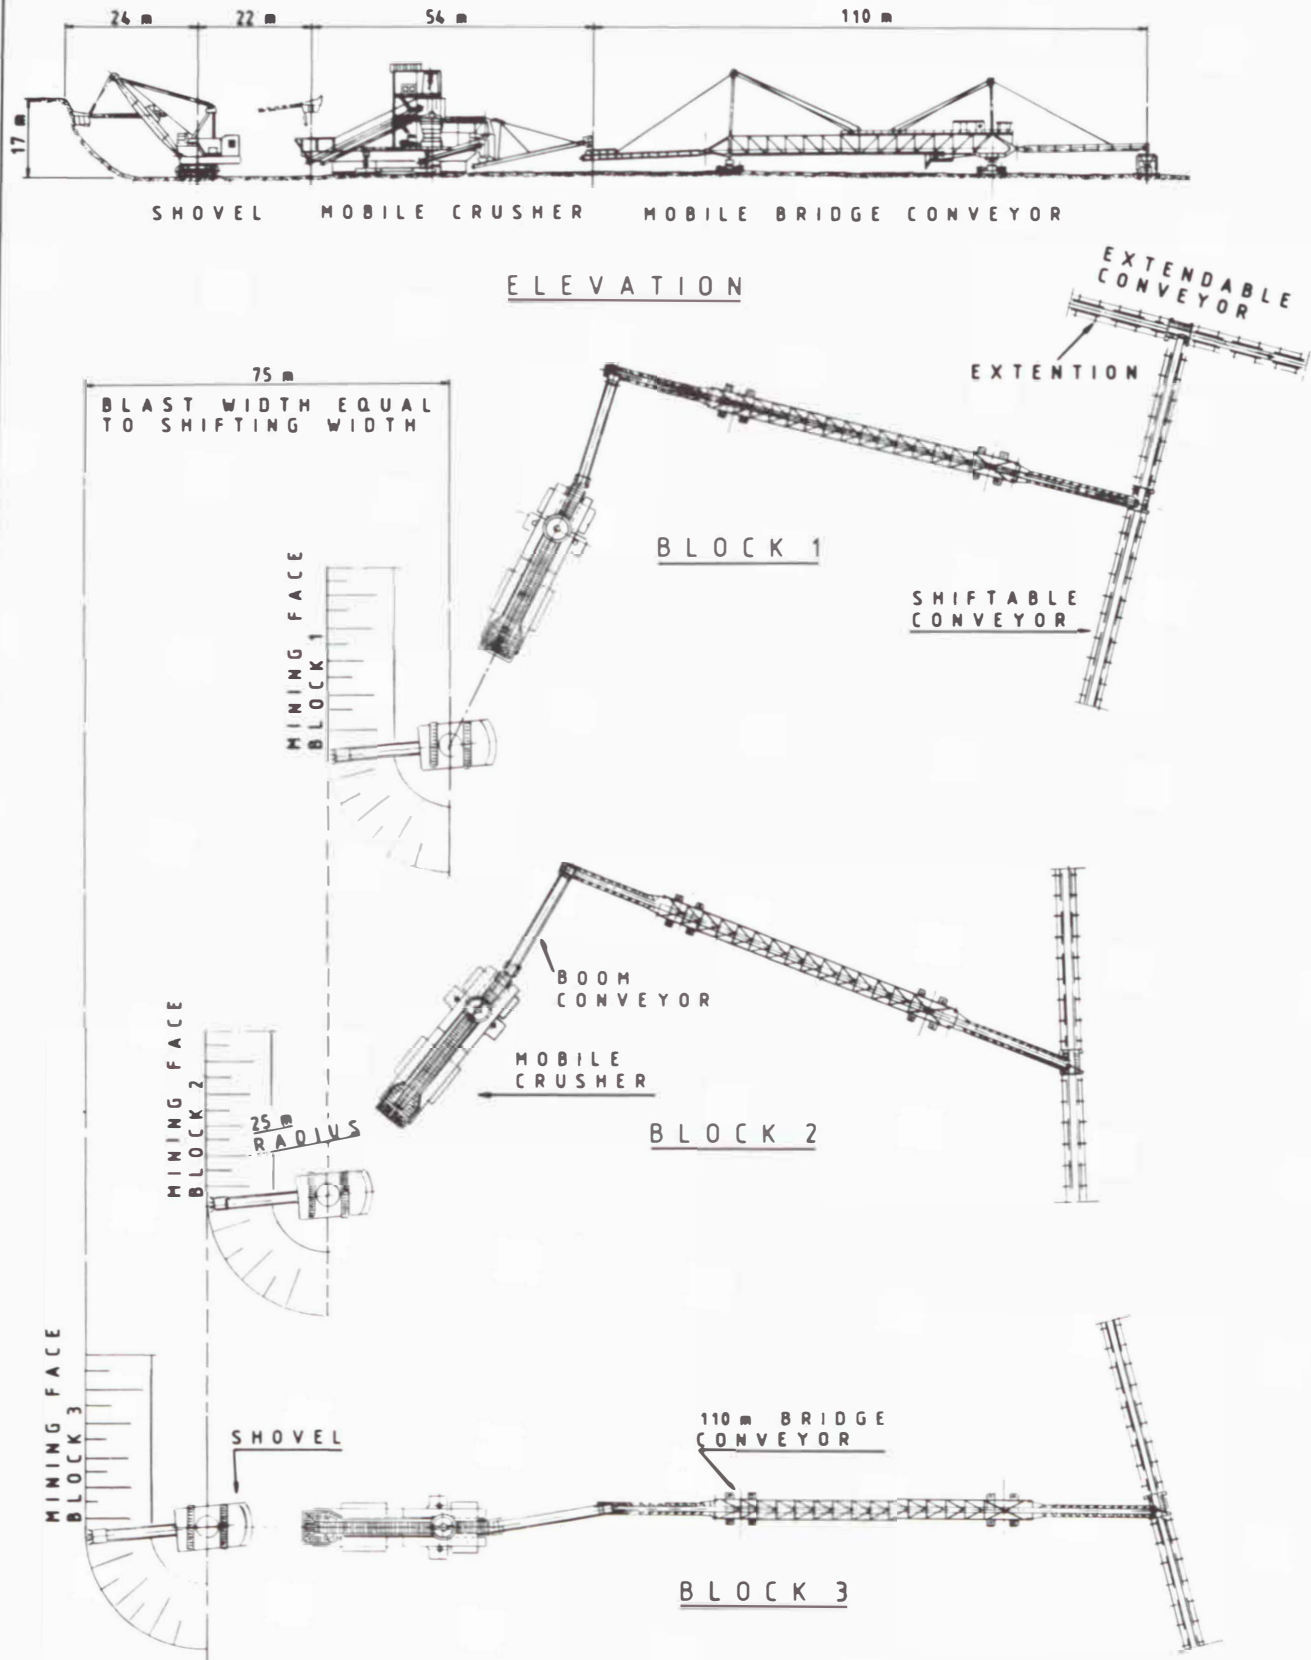 24 m 22 m 54 m 110 m
17 m
SHOVEL MOBILE CRUSHER MOBILE BRIDGE CONVEYOR
ELEVATION
EXTENDABLE
CONVEYOR
EXTENTION
75 m
BLAST WIDTH EQUAL
TO SHIFTING WIDTH
BLOCK 1
SHIFTABLE
CONVEYOR
MINING FACE
BLOCK 1
BOOM
CONVEYOR
MOBILE
CRUSHER
MINING FACE
BLOCK 2
25 m
RADIUS
BLOCK 2
MINING FACE
BLOCK 3
SHOVEL
110 m BRIDGE
CONVEYOR
BLOCK 3